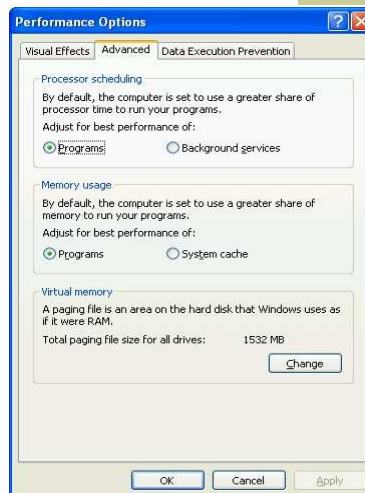 Performance Options
Visual Effects Advanced Data Execution Prevention
Processor scheduling
By default, the computer is set to use a greater share of
processor time to run your programs.
Adjust for best performance of:
Programs Background services
Memory usage
By default, the computer is set to use a greater share of
memory to run your programs.
Adjust for best performance of:
Programs System cache
Virtual memory
A paging file is an area on the hard disk that Windows uses as
if it were RAM.
Total paging file size for all drives: 1532 MB
Change
OK Cancel Apply